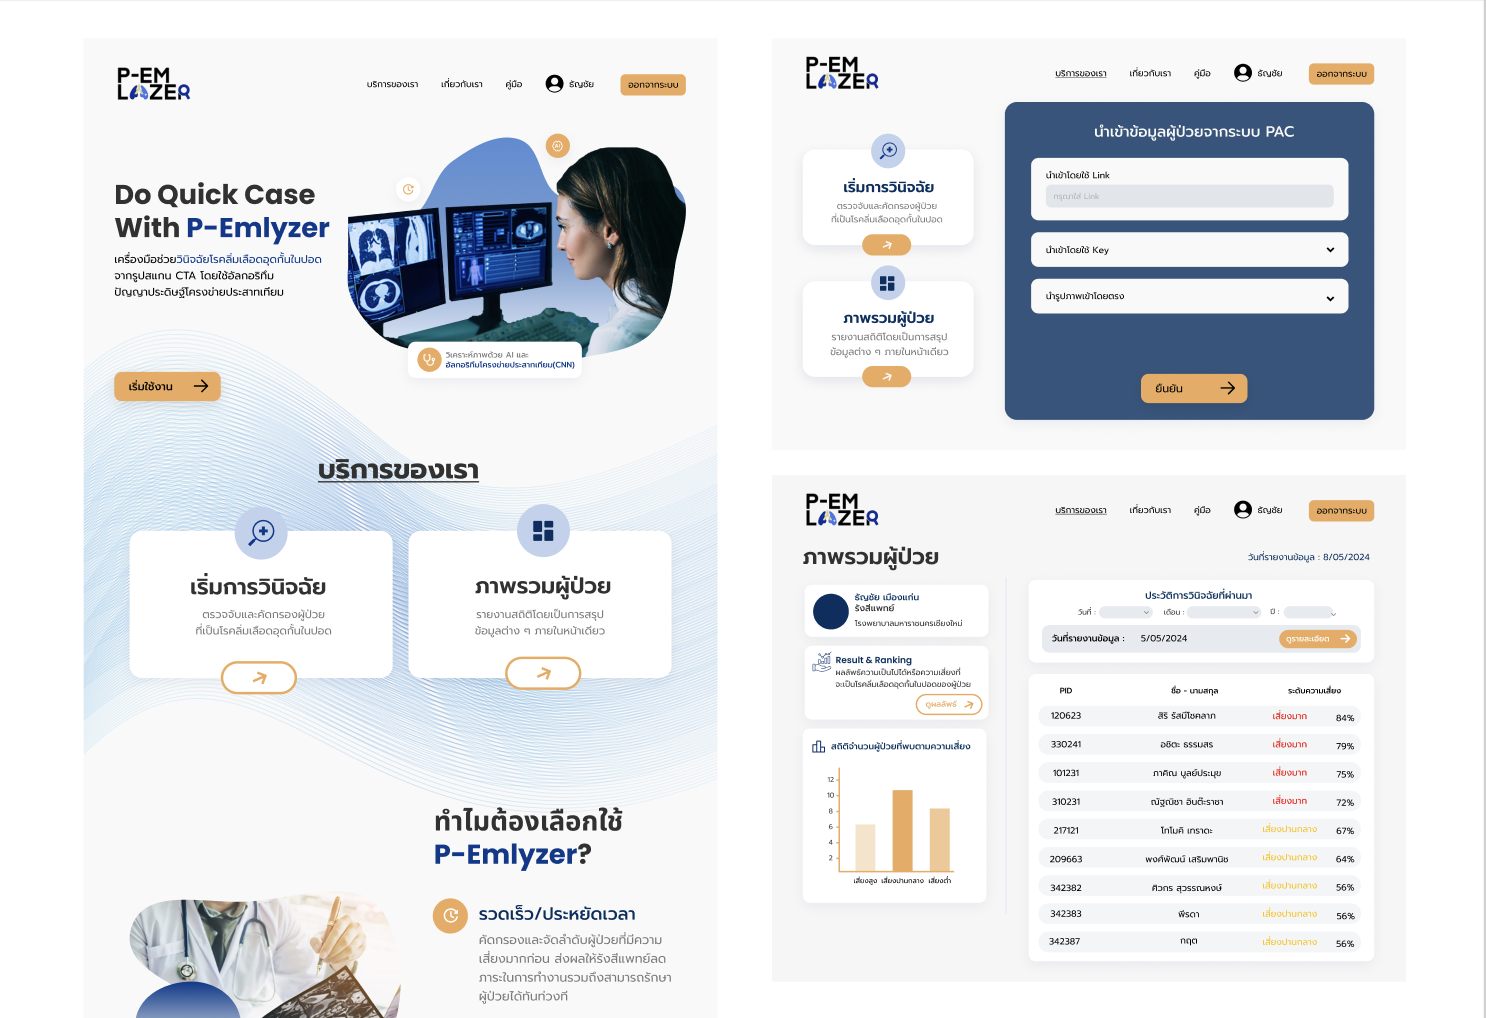 P-EM
LYZER
บริการของเรา
เกี่ยวกับเรา
คู่มือ
ธัญชัย
ออกจากระบบ
Do Quick Case
With P-Emlyzer
เครื่องมือช่วยวินิจฉัยโรคลิ่มเลือดอุดกั้นในปอด
จากรูปสแกน CTA โดยใช้อัลกอริทึม
ปัญญาประดิษฐ์โครงข่ายประสาทเทียม
AI
วิเคราะห์ภาพด้วย AI และ
อัลกอริทึมโครงข่ายประสาทเทียม(CNN)
เริ่มใช้งาน
บริการของเรา
เริ่มการวินิจฉัย
ตรวจจับและคัดกรองผู้ป่วย
ที่เป็นโรคลิ่มเลือดอุดกั้นในปอด
ภาพรวมผู้ป่วย
รายงานสถิติโดยเป็นการสรุป
ข้อมูลต่าง ๆ ภายในหน้าเดียว
ทำไมต้องเลือกใช้
P-Emlyzer?
รวดเร็ว/ประหยัดเวลา
คัดกรองและจัดลำดับผู้ป่วยที่มีความ
เสี่ยงมากก่อน ส่งผลให้รังสีแพทย์ลด
ภาระในการทำงานรวมถึงสามารถรักษา
ผู้ป่วยได้ทันท่วงที
P-EM
LYZER
บริการของเรา
เกี่ยวกับเรา
คู่มือ
ธัญชัย
ออกจากระบบ
เริ่มการวินิจฉัย
ตรวจจับและคัดกรองผู้ป่วย
ที่เป็นโรคลิ่มเลือดอุดกั้นในปอด
ภาพรวมผู้ป่วย
รายงานสถิติโดยเป็นการสรุป
ข้อมูลต่าง ๆ ภายในหน้าเดียว
นำเข้าข้อมูลผู้ป่วยจากระบบ PAC
นำเข้าโดยใช้ Link
กรุณาใส่ Link
นำเข้าโดยใช้ Key
นำรูปภาพเข้าโดยตรง
ยืนยัน
P-EM
LYZER
บริการของเรา
เกี่ยวกับเรา
คู่มือ
ธัญชัย
ออกจากระบบ
ภาพรวมผู้ป่วย
วันที่รายงานข้อมูล : 8/05/2024
ธัญชัย เมืองแก่น
รังสีแพทย์
โรงพยาบาลมหาราชนครเชียงใหม่
Result & Ranking
ผลลัพธ์ความเป็นไปได้หรือความเสี่ยงที่
จะเป็นโรคลิ่มเลือดอุดกั้นในปอดของผู้ป่วย
ดูผลลัพธ์
สถิติจำนวนผู้ป่วยที่พบตามความเสี่ยง
12
10
8
6
4
2
เสี่ยงสูง เสี่ยงปานกลาง เสี่ยงต่ำ
ประวัติการวินิจฉัยที่ผ่านมา
วันที่ : เดือน : ปี :
วันที่รายงานข้อมูล : 5/05/2024
ดูรายละเอียด
PID ชื่อ - นามสกุล ระดับความเสี่ยง
120623 สิริ รัสมีโชคลาภ เสี่ยงมาก 84%
330241 อชิตะ ธรรมสร เสี่ยงมาก 79%
101231 ภาคิณ บูลย์ประมุข เสี่ยงมาก 75%
310231 ณัฐณิชา อินต๊ะราชา เสี่ยงมาก 72%
217121 โทโมคิ เทราดะ เสี่ยงปานกลาง 67%
209663 พงศ์พัฒน์ เสริมพานิช เสี่ยงปานกลาง 64%
342382 ศิวกร สุวรรณหงษ์ เสี่ยงปานกลาง 56%
342383 พีรดา เสี่ยงปานกลาง 56%
342387 กฤต เสี่ยงปานกลาง 56%